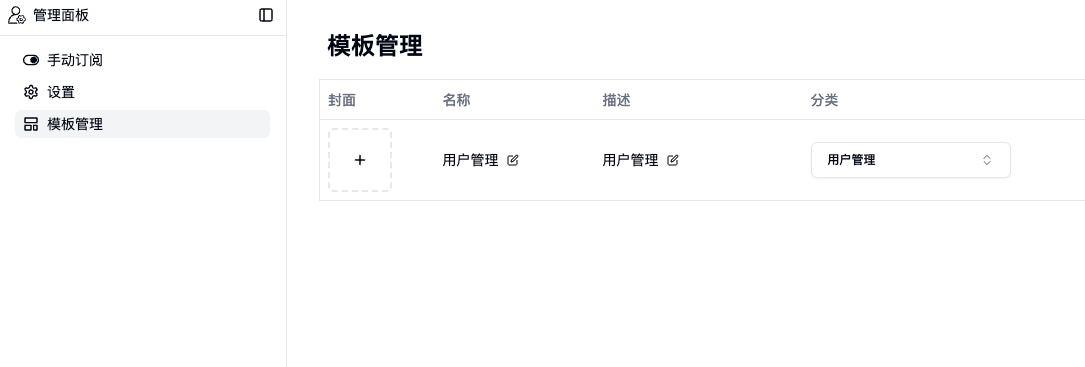 管理面板
手动订阅
设置
模板管理
模板管理
封面 名称 描述 分类
用户管理 用户管理 用户管理